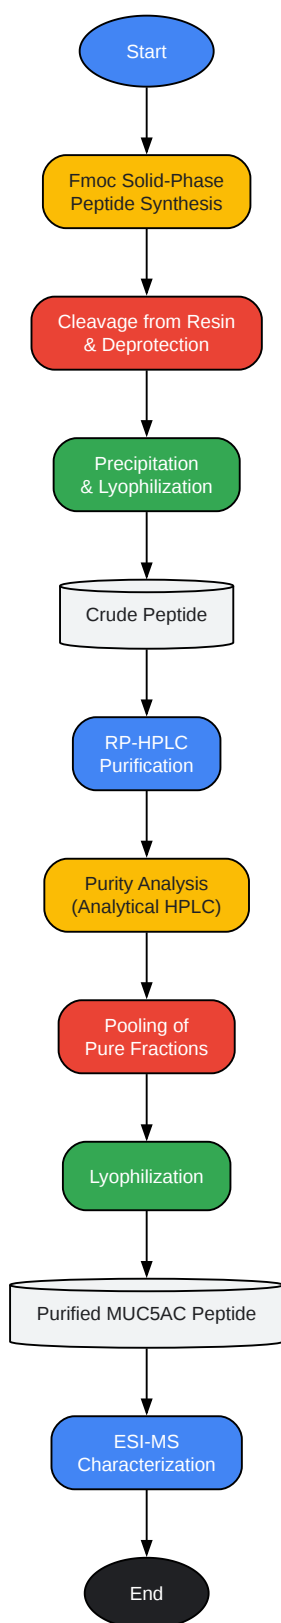 Start
Fmoc Solid-Phase
Peptide Synthesis
Cleavage from Resin
& Deprotection
Precipitation
& Lyophilization
Crude Peptide
RP-HPLC
Purification
Purity Analysis
(Analytical HPLC)
Pooling of
Pure Fractions
Lyophilization
Purified MUC5AC Peptide
ESI-MS
Characterization
End